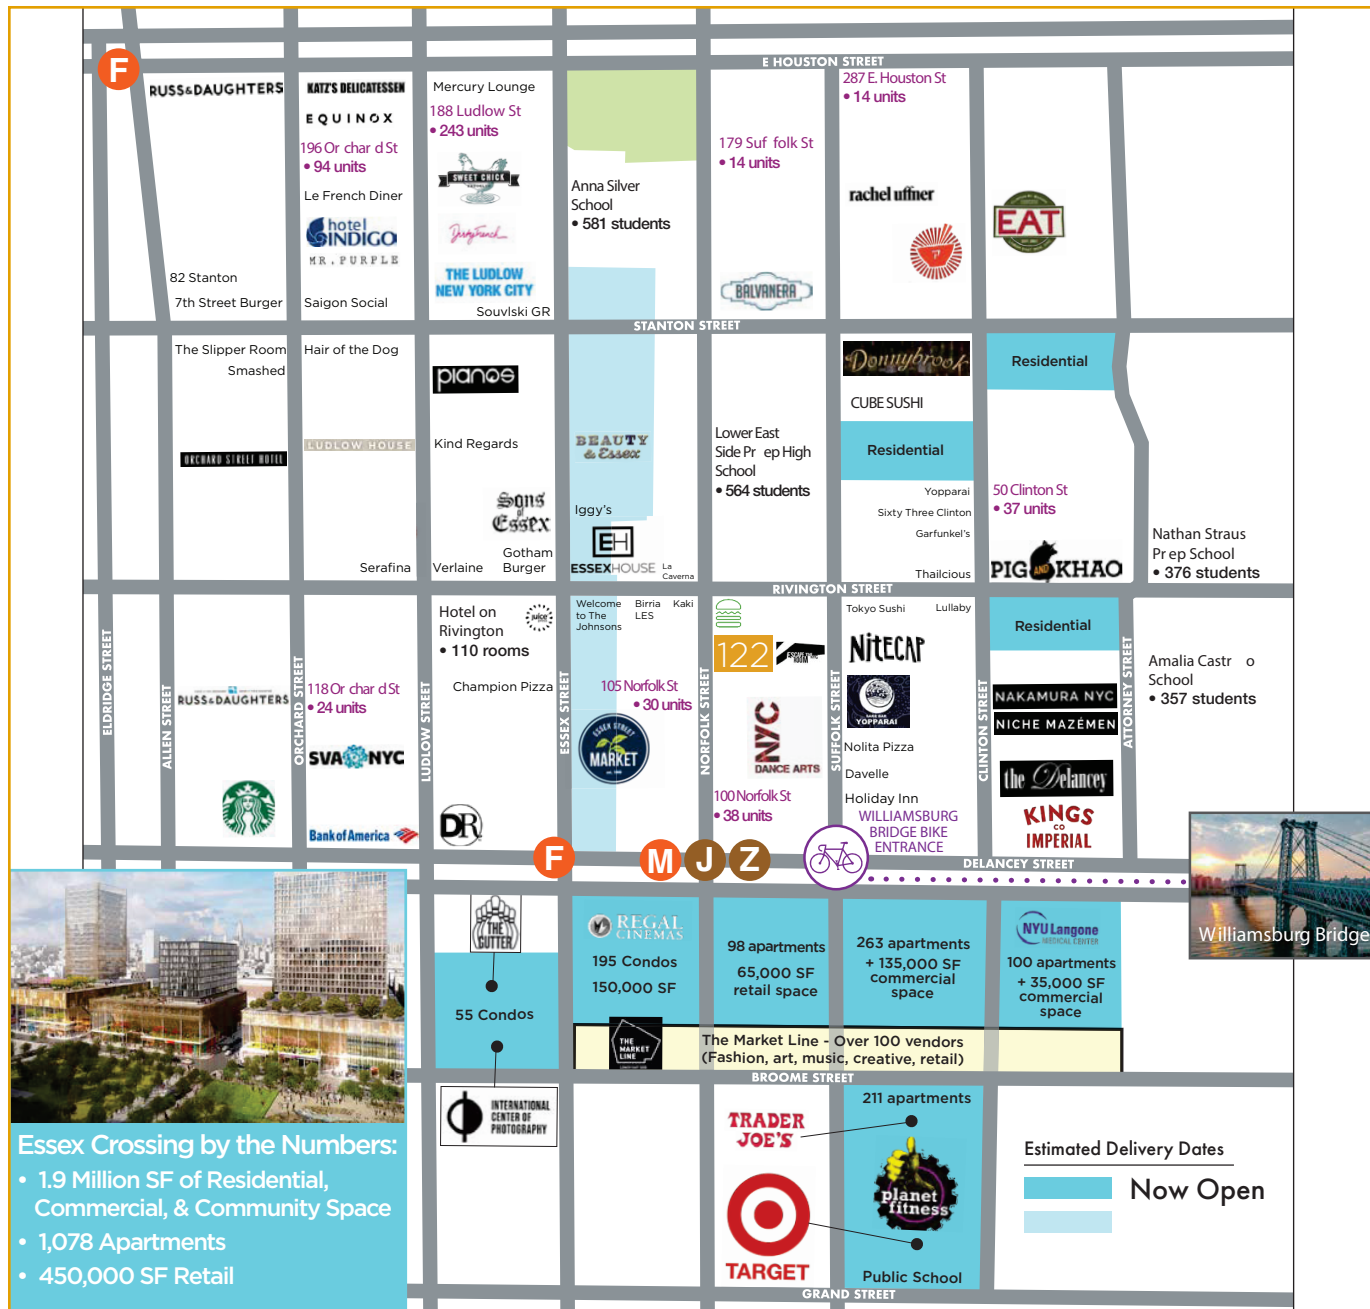 E HOUSTON STREET
F
RUSS&DAUGHTERS
KATZ'S DELICATESSEN
EQUINOX
196 Or char d St
• 94 units
Le French Diner
hotel
INDIGO
MR. PURPLE
82 Stanton
7th Street Burger
Saigon Social
Mercury Lounge
188 Ludlow St
• 243 units
SWEET CHICK
THE LUDLOW
NEW YORK CITY
Souvlski GR
Anna Silver
School
• 581 students
179 Suf folk St
• 14 units
BALVANERA
287 E. Houston St
• 14 units
rachel uffner
EAT
STANTON STREET
The Slipper Room
Smashed
Hair of the Dog
ORCHARD STREET HOTEL
LUDLOW HOUSE
Serafina
pianos
Kind Regards
Sons
of
Essex
Gotham
Burger
Verlaine
BEAUTY
& Essex
Iggy's
EH
ESSEXHOUSE
La
Caverna
Lower East
Side Pr ep High
School
• 564 students
Donnybrook
CUBE SUSHI
Residential
Yopparai
Sixty Three Clinton
Garfunkel's
Thailcious
Residential
50 Clinton St
• 37 units
PIG AND KHAO
Nathan Straus
Pr ep School
• 376 students
RIVINGTON STREET
ELDRIDGE STREET
ALLEN STREET
ORCHARD STREET
LUDLOW STREET
ESSEX STREET
NORFOLK STREET
SUFFOLK STREET
CLINTON STREET
ATTORNEY STREET
RUSS&DAUGHTERS
118 Or char d St
• 24 units
SVA NYC
Bank of America
Hotel on
Rivington
• 110 rooms
juice
Champion Pizza
DR
Welcome
to The
Johnsons
Birria
LES
Kaki
105 Norfolk St
• 30 units
ESSEX STREET
MARKET
122
ESCAPE THE
ROOM
NYC
DANCE ARTS
100 Norfolk St
• 38 units
Tokyo Sushi
Lullaby
NiTECAP
YOPPARAI
Nolita Pizza
Davelle
Holiday Inn
WILLIAMSBURG
BRIDGE BIKE
ENTRANCE
Residential
NAKAMURA NYC
NICHE MAZÉMEN
the Delancey
KINGS
CO
IMPERIAL
Amalia Castr o
School
• 357 students
F
M
J
Z
DELANCEY STREET
Williamsburg Bridge
THE
GUTTER
55 Condos
REGAL
CINEMAS
195 Condos
150,000 SF
98 apartments
65,000 SF
retail space
263 apartments
+ 135,000 SF
commercial
space
NYU Langone
MEDICAL CENTER
100 apartments
+ 35,000 SF
commercial
space
THE
MARKET
LINE
The Market Line - Over 100 vendors
(Fashion, art, music, creative, retail)
BROOME STREET
INTERNATIONAL
CENTER OF
PHOTOGRAPHY
TRADER
JOE'S
TARGET
211 apartments
planet
fitness
Public School
GRAND STREET
Estimated Delivery Dates
Now Open
Essex Crossing by the Numbers:
• 1.9 Million SF of Residential,
Commercial, & Community Space
• 1,078 Apartments
• 450,000 SF Retail